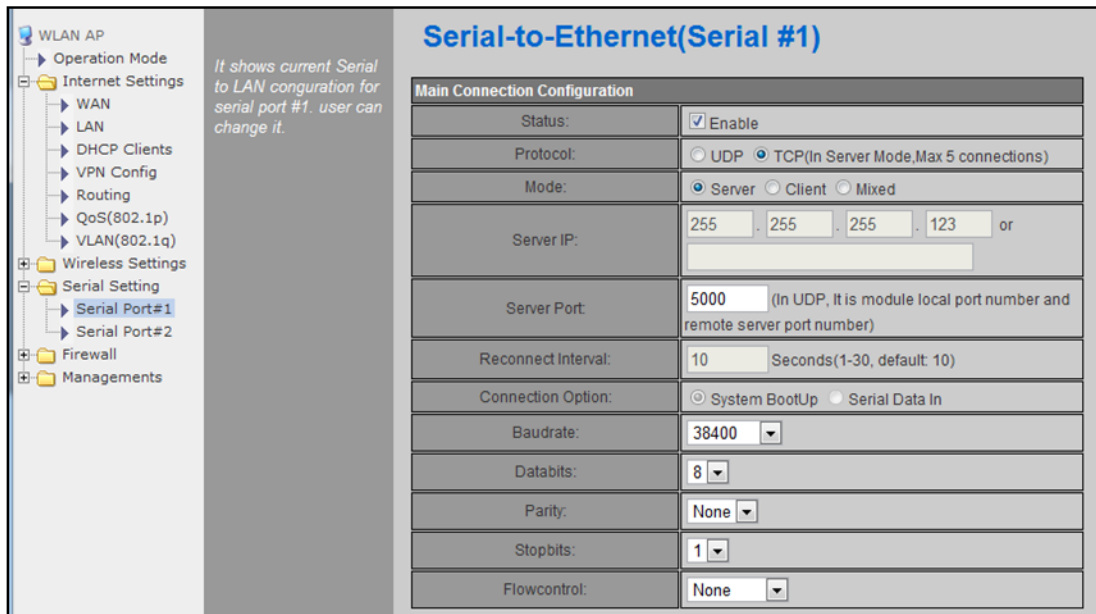 WLAN AP
Operation Mode
Internet Settings
WAN
LAN
DHCP Clients
VPN Config
Routing
QoS(802.1p)
VLAN(802.1q)
Wireless Settings
Serial Setting
Serial Port#1
Serial Port#2
Firewall
Managements
It shows current Serial
to LAN conguration for
serial port #1. user can
change it.
Serial-to-Ethernet(Serial #1)
Main Connection Configuration
Status: Enable
Protocol: UDP TCP(In Server Mode,Max 5 connections)
Mode: Server Client Mixed
Server IP: 255 . 255 . 255 . 123 or
Server Port: 5000 (In UDP, It is module local port number and
remote server port number)
Reconnect Interval: 10 Seconds(1-30, default: 10)
Connection Option: System BootUp Serial Data In
Baudrate: 38400
Databits: 8
Parity: None
Stopbits: 1
Flowcontrol: None